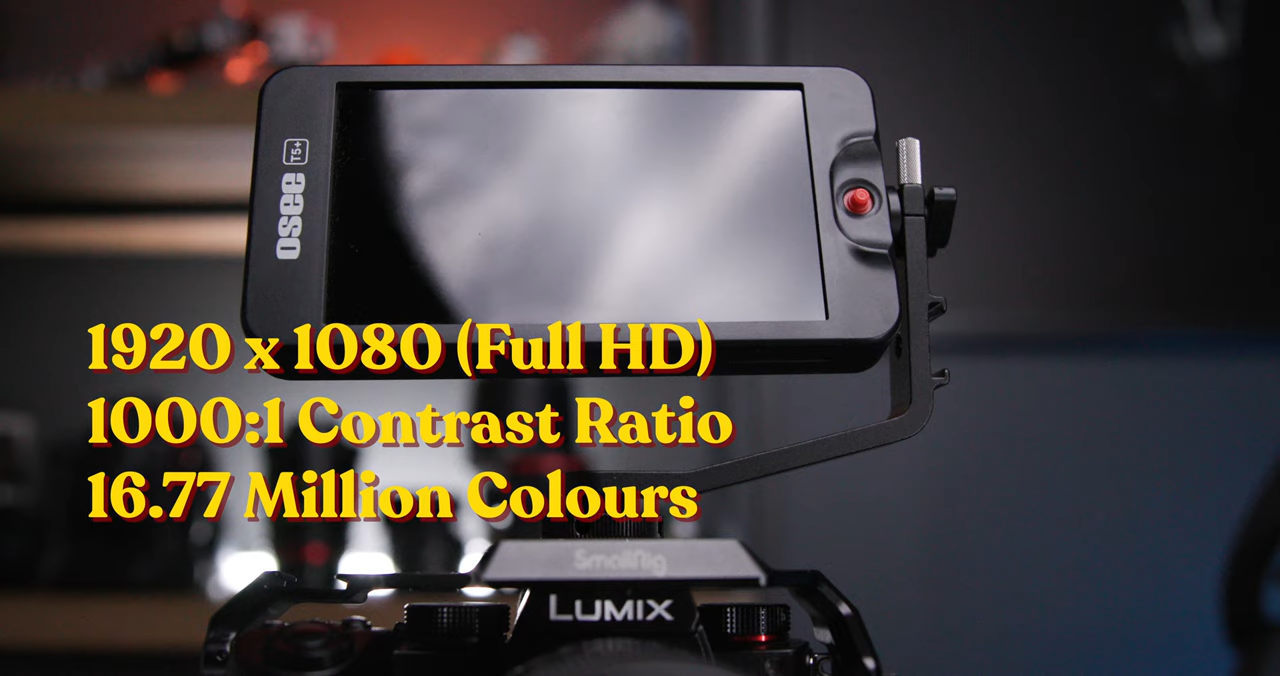 T5+
osee
1920 x 1080 (Full HD)
1000:1 Contrast Ratio
16.77 Million Colours
SmallRig
LUMIX